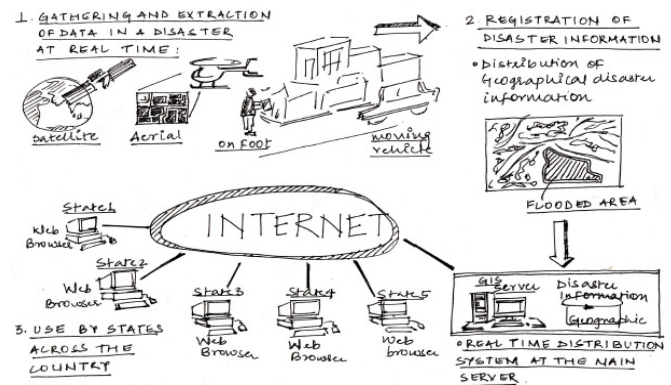 1. GATHERING AND EXTRACTION
OF DATA IN A DISASTER
AT REAL TIME:
Satellite
Aerial
on Foot
moving
vehicle
2. REGISTRATION OF
DISASTER INFORMATION
• Distribution of
Geographical disaster
information
FLOODED AREA
INTERNET
State1
Web
Browser
State2
Web
Browser
State3
Web
Browser
State4
Web
Browser
State5
Web
browser
GIS
Server
Disaster
Information
Geographic
• REAL TIME DISTRIBUTION
SYSTEM AT THE MAIN
SERVER
3. USE BY STATES
ACROSS THE
COUNTRY